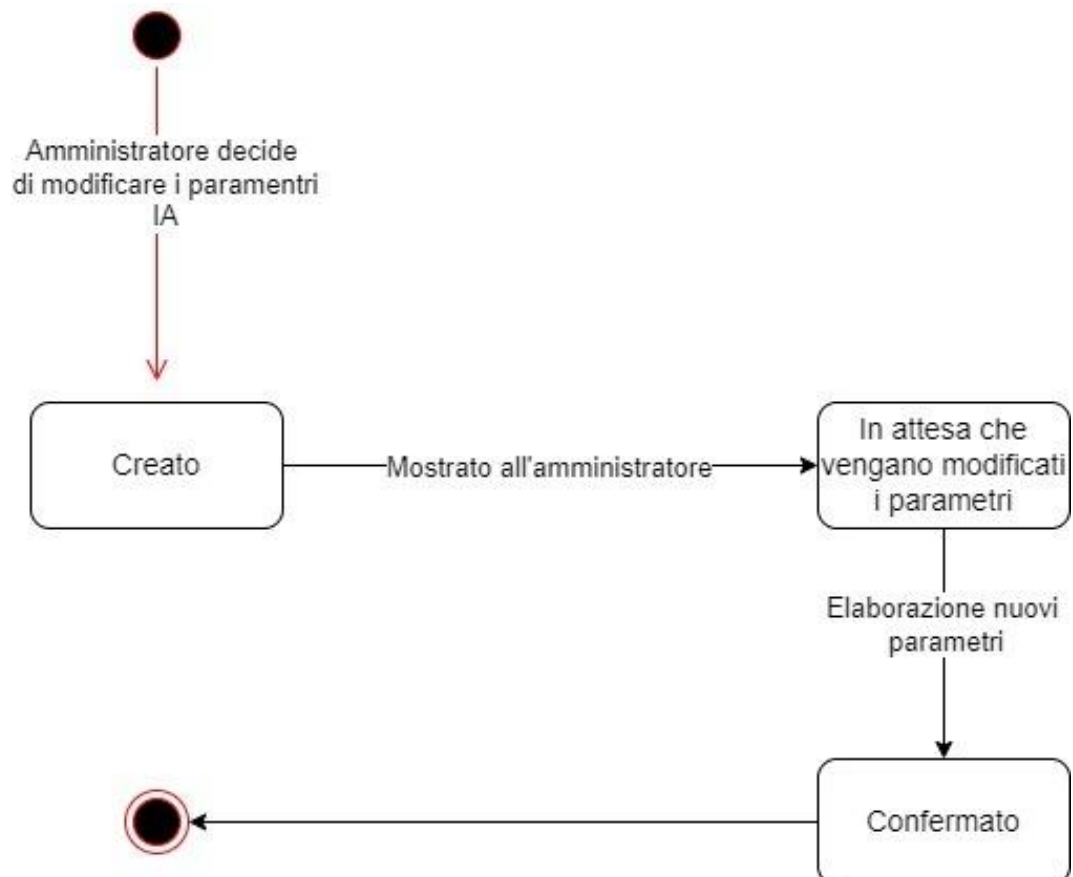 Amministratore decide
di modificare i paramentri
IA
Creato
Mostrato all'amministratore
In attesa che
vengano modificati
i parametri
Elaborazione nuovi
parametri
Confermato